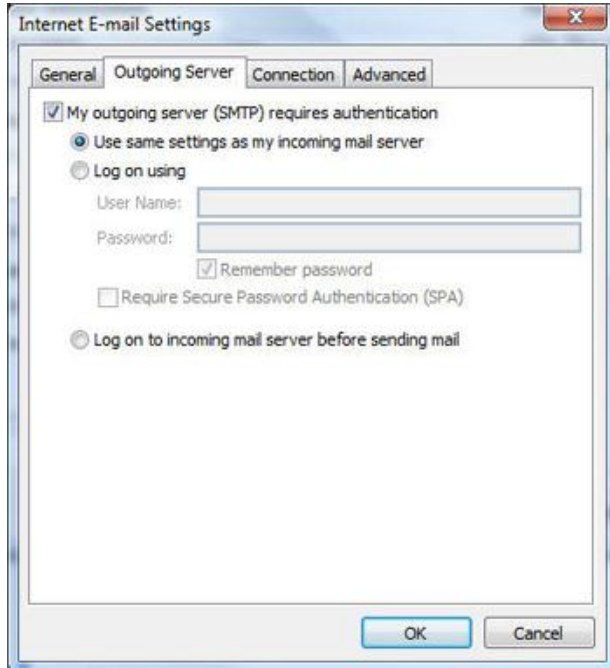 Internet E-mail Settings
General Outgoing Server Connection Advanced
My outgoing server (SMTP) requires authentication
Use same settings as my incoming mail server
Log on using
User Name:
Password:
Remember password
Require Secure Password Authentication (SPA)
Log on to incoming mail server before sending mail
OK Cancel